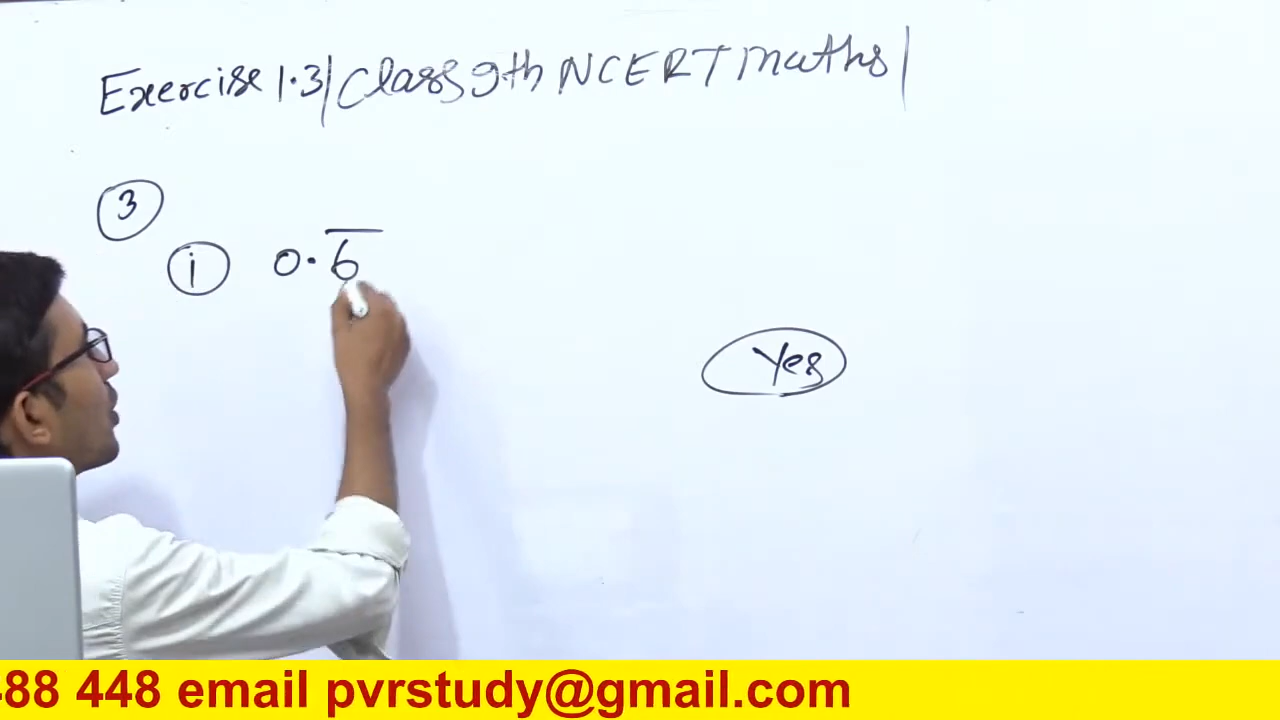 Exercise 1.3| Class 9th NCERT Maths|
3
i 0.6̅
Yes
88 448 email pvrstudy@gmail.com